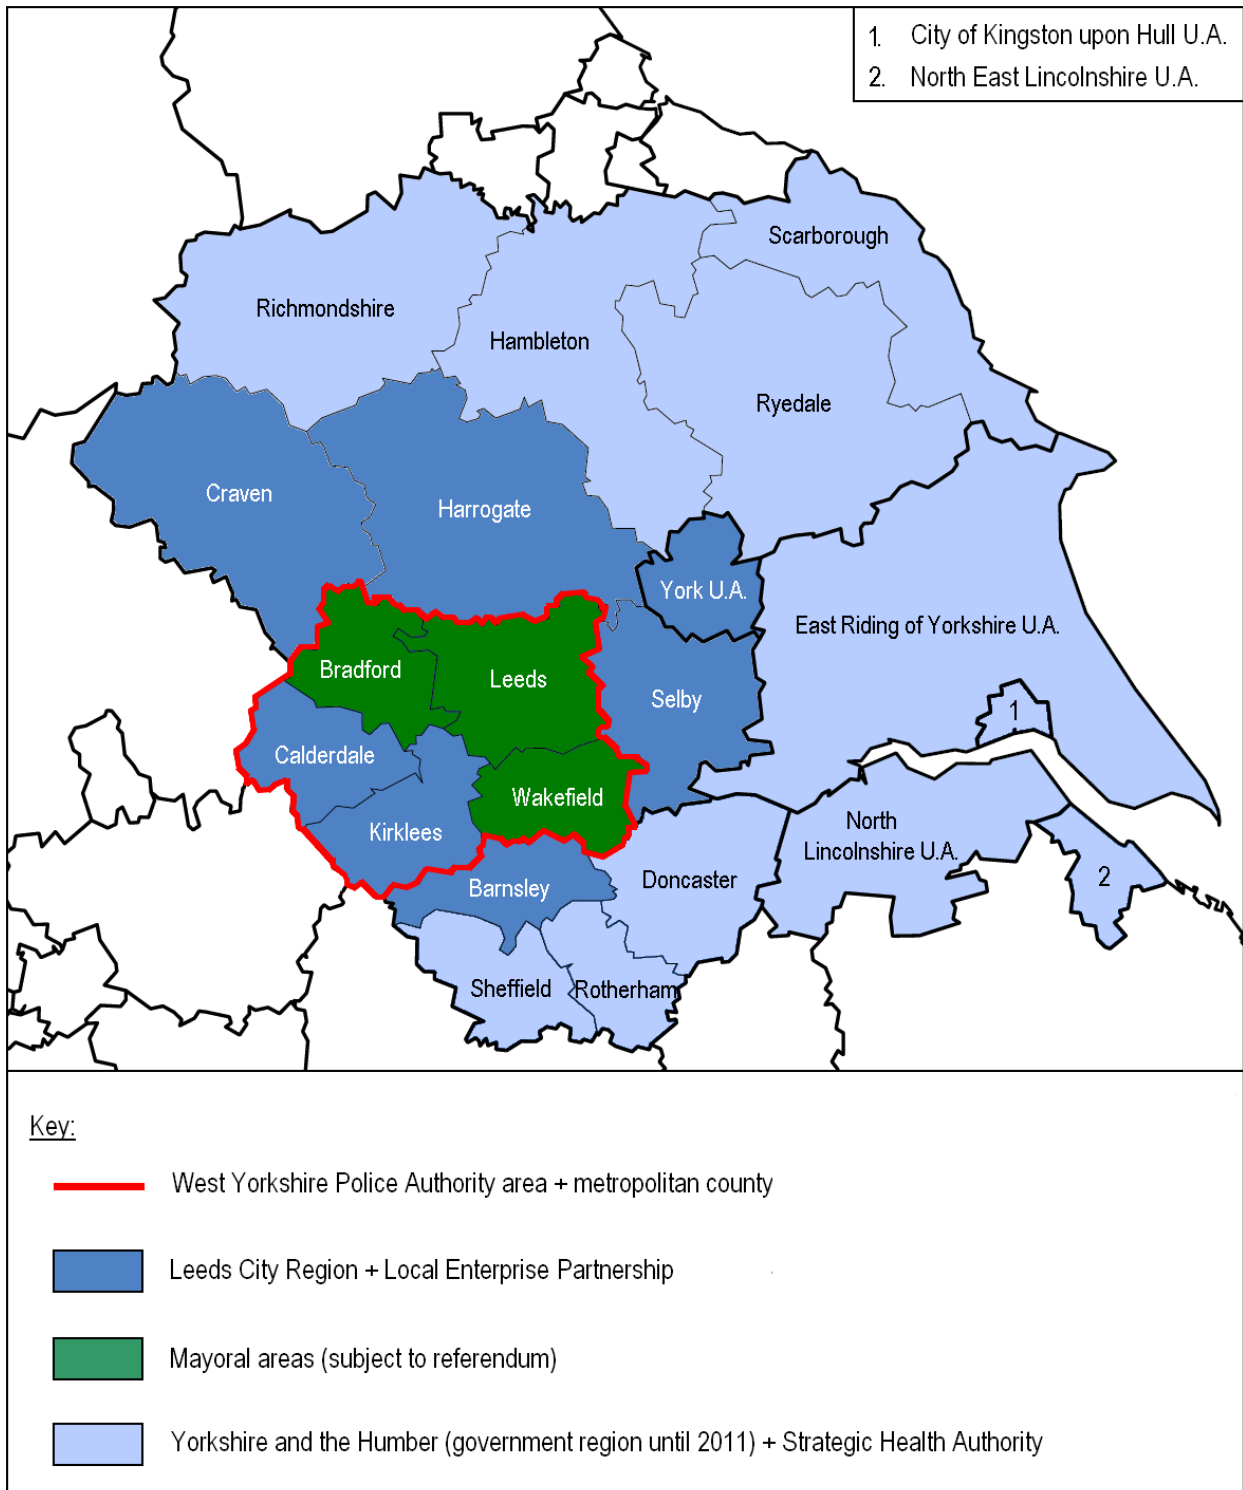 1. City of Kingston upon Hull U.A.
2. North East Lincolnshire U.A.
Scarborough
Richmondshire
Hambleton
Ryedale
Craven
Harrogate
York U.A.
East Riding of Yorkshire U.A.
Bradford
Leeds
Selby
1
Calderdale
Wakefield
Kirklees
North
Lincolnshire U.A.
Barnsley
Doncaster
2
Sheffield
Rotherham
Key:
West Yorkshire Police Authority area + metropolitan county
Leeds City Region + Local Enterprise Partnership
Mayoral areas (subject to referendum)
Yorkshire and the Humber (government region until 2011) + Strategic Health Authority